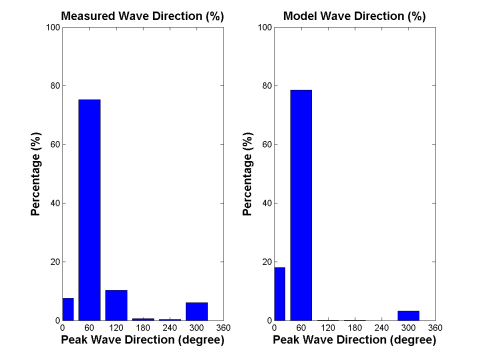 Measured Wave Direction (%)
Model Wave Direction (%)
Percentage (%)
100
80
60
40
20
0
0 60 120 180 240 300 360
Peak Wave Direction (degree)
Percentage (%)
100
80
60
40
20
0
0 60 120 180 240 300 360
Peak Wave Direction (degree)